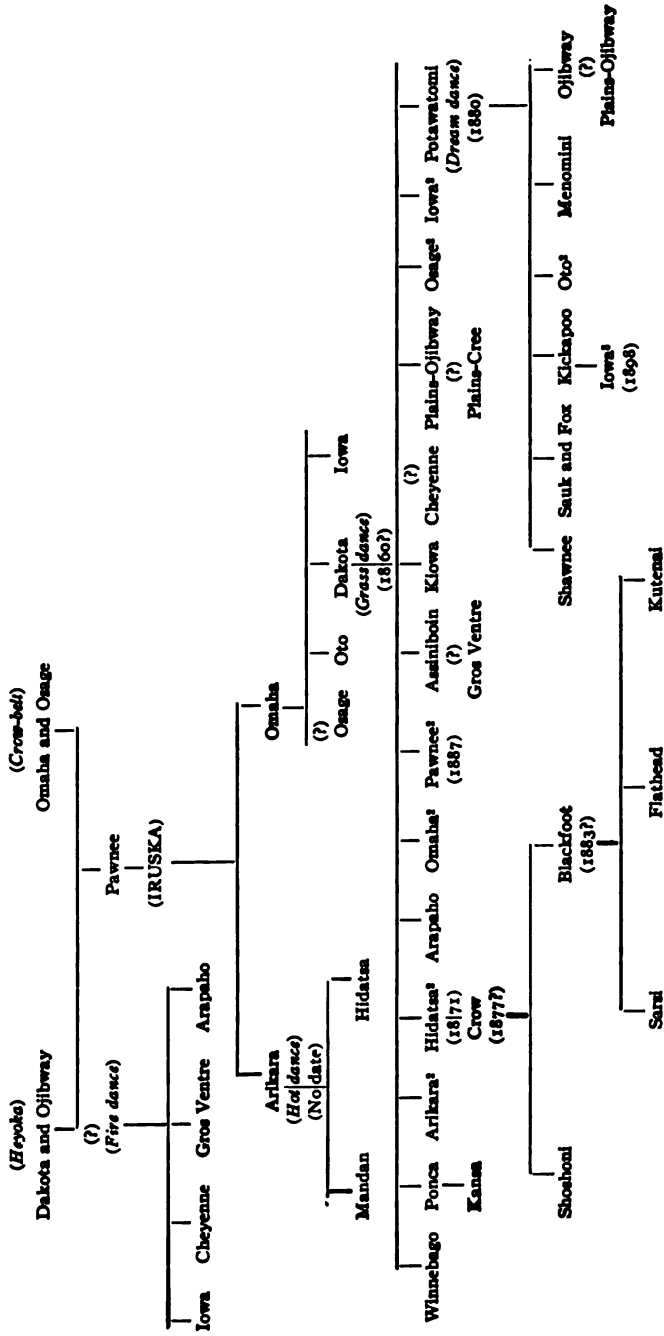 (Heyoka) (Crow-belt)
Dakota and Ojibway Omaha and Osage
(?) Pawnee
(Fire dance) (IRUSKA)
Iowa Cheyenne Gros Ventre Arapaho
Arikara Omaha
(Hot dance)
(No date)
Mandan Hidatsa
(?)
Osage Oto Dakota Iowa
(Grass dance)
(1860?)
(?)
Winnebago Ponca Arikara² Hidatsa² Arapaho Omaha² Pawnee² Assiniboin Kiowa Cheyenne Plains-Ojibway Osage² Iowa² Potawatomi
(1871) (1887) (?) (?) (Dream dance)
Kansa Crow Gros Ventre Plains-Cree (1880)
(1877?)
Shoshoni Blackfoot
(1883?)
Sarsi Flathead Kutenai
Shawnee Sauk and Fox Kickapoo Oto² Menomini Ojibway
Iowa³ (?)
(1898) Plains-Ojibway